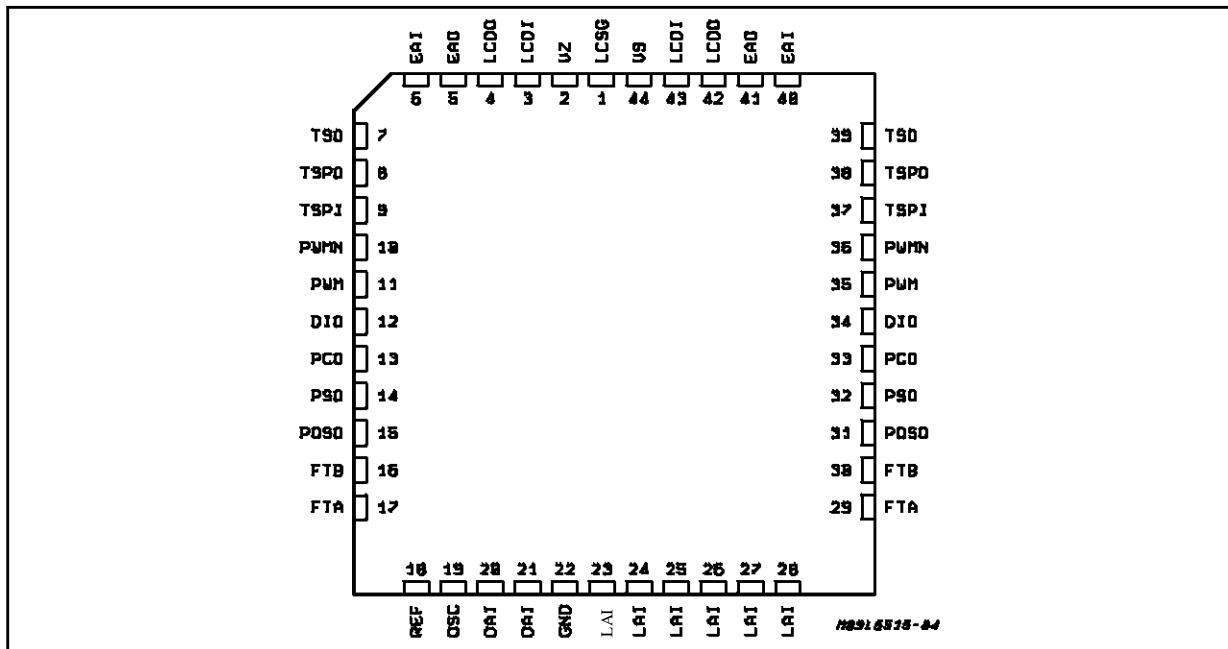 EAI EAO LCDO LCDI VZ LCSG VS LCDI LCDO EAO EAI
6 5 4 3 2 1 44 43 42 41 40
TSO 7 39 TSO
TSPO 8 38 TSPO
TSPI 9 37 TSPI
PWMN 10 36 PWMN
PWM 11 35 PWM
DIO 12 34 DIO
PCO 13 33 PCO
PSO 14 32 PSO
POSO 15 31 POSO
FTB 16 30 FTB
FTA 17 29 FTA
18 19 20 21 22 23 24 25 26 27 28
REF OSC DAI DAI GND LAI LAI LAI LAI LAI LAI